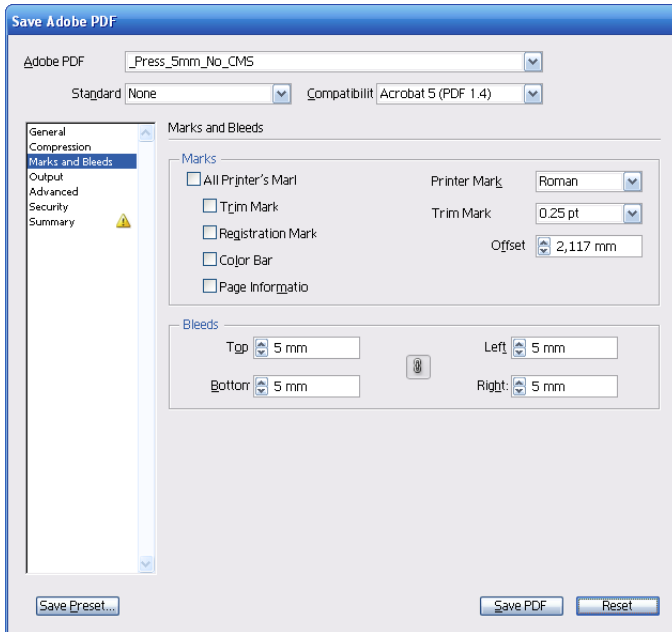 Save Adobe PDF
Adobe PDF _Press_5mm_No_CMS
Standard None Compatibilit Acrobat 5 (PDF 1.4)
General
Compression
Marks and Bleeds
Output
Advanced
Security
Summary
Marks and Bleeds
Marks
All Printer's Marl Printer Mark Roman
Trim Mark Trim Mark 0.25 pt
Registration Mark Offset 2,117 mm
Color Bar
Page Informatio
Bleeds
Top 5 mm Left 5 mm
Bottom 5 mm Right: 5 mm
Save Preset... Save PDF Reset